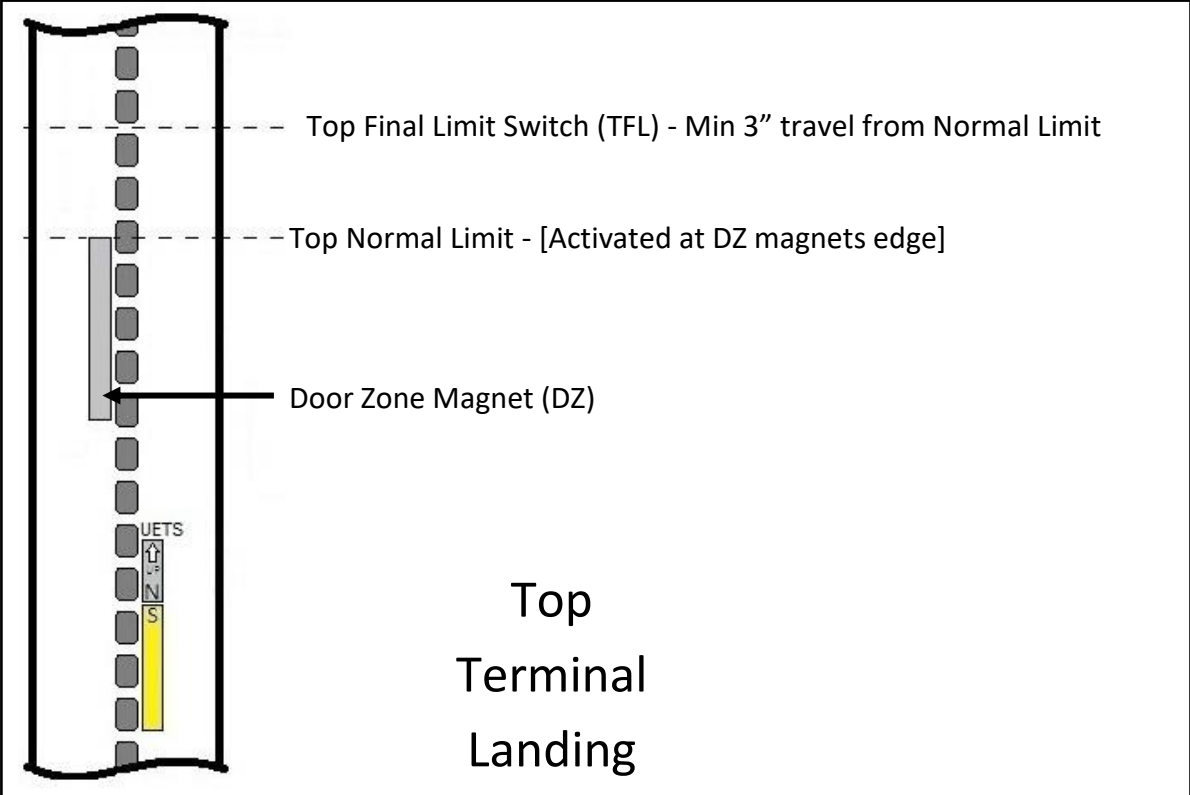 Top Final Limit Switch (TFL) - Min 3” travel from Normal Limit
Top Normal Limit - [Activated at DZ magnets edge]
Door Zone Magnet (DZ)
UETS
UP
N
S
Top
Terminal
Landing